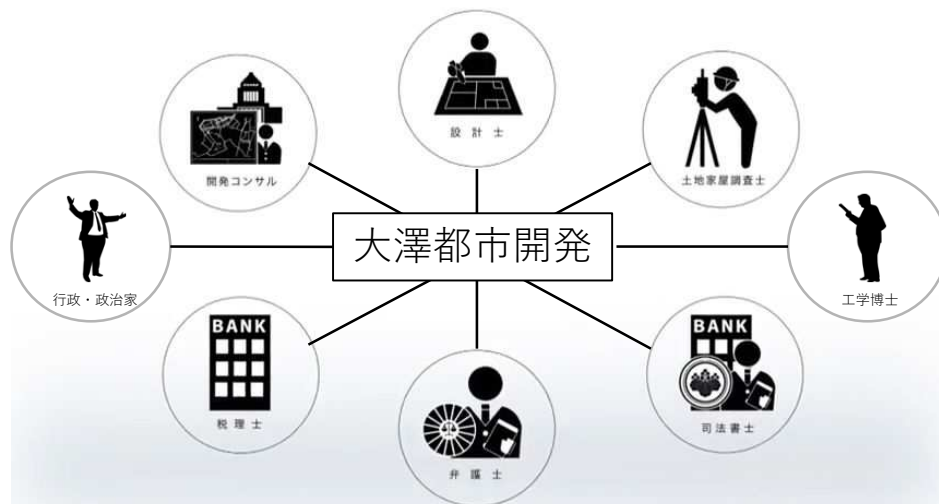 設計士
開発コンサル
土地家屋調査士
大澤都市開発
行政・政治家
工学博士
BANK
税理士
弁護士
BANK
司法書士